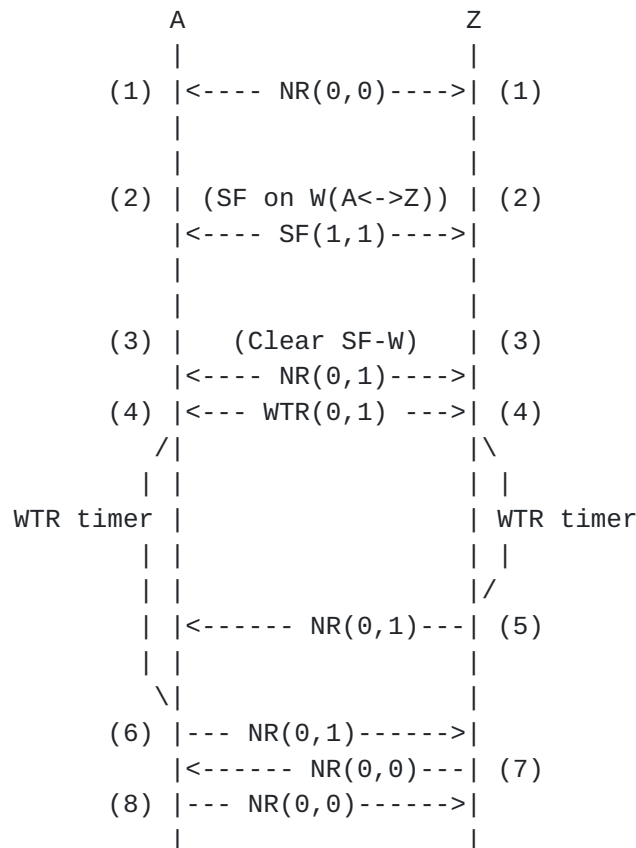 A Z
| |
(1) |<---- NR(0,0)---->| (1)
| |
| |
(2) | (SF on W(A<->Z)) | (2)
|<---- SF(1,1)---->|
| |
| |
(3) | (Clear SF-W) | (3)
|<---- NR(0,1)---->|
(4) |<--- WTR(0,1) --->| (4)
/| |\
| | | |
WTR timer | | WTR timer
| | | |
| | |/
| |<------ NR(0,1)---| (5)
| | |
\| |
(6) |--- NR(0,1)------>|
|<------ NR(0,0)---| (7)
(8) |--- NR(0,0)------>|
| |